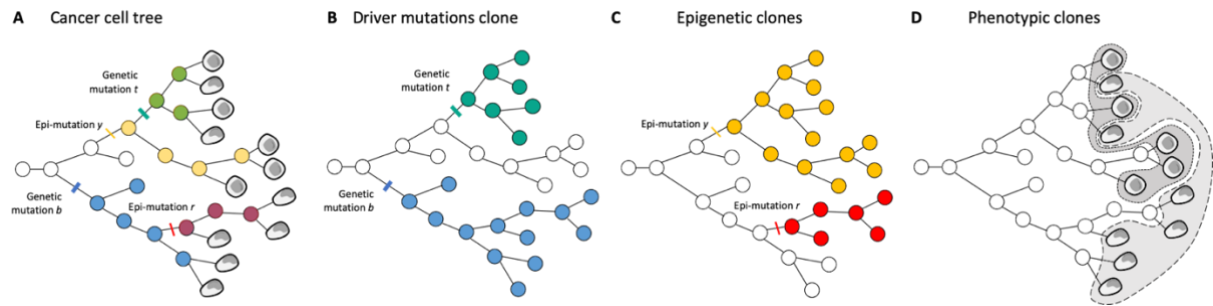 A Cancer cell tree
B Driver mutations clone
C Epigenetic clones
D Phenotypic clones
Genetic
mutation t
Epi-mutation y
Genetic
mutation b
Epi-mutation r
Genetic
mutation t
Genetic
mutation b
Epi-mutation y
Epi-mutation r